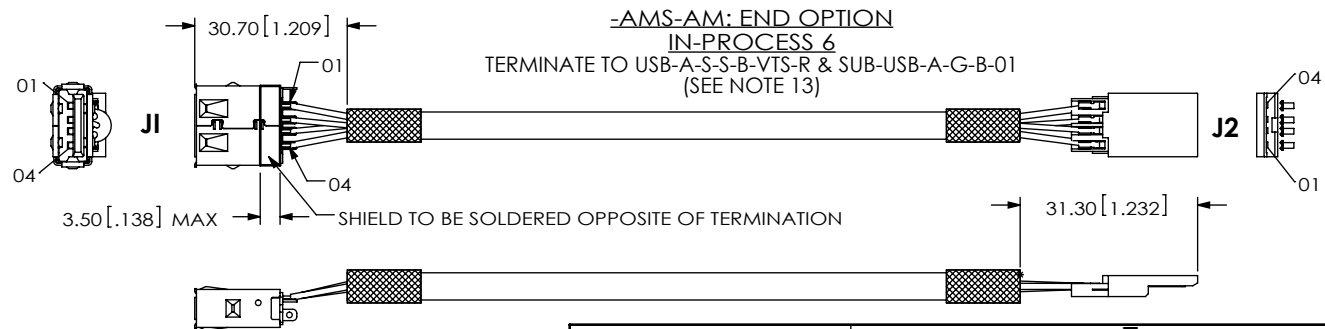 -AMS-AM: END OPTION
IN-PROCESS 6
TERMINATE TO USB-A-S-S-B-VTS-R & SUB-USB-A-G-B-01
(SEE NOTE 13)
30.70 [1.209]
01
01
04
J1
04
04
J2
01
3.50 [.138] MAX
SHIELD TO BE SOLDERED OPPOSITE OF TERMINATION
31.30 [1.232]